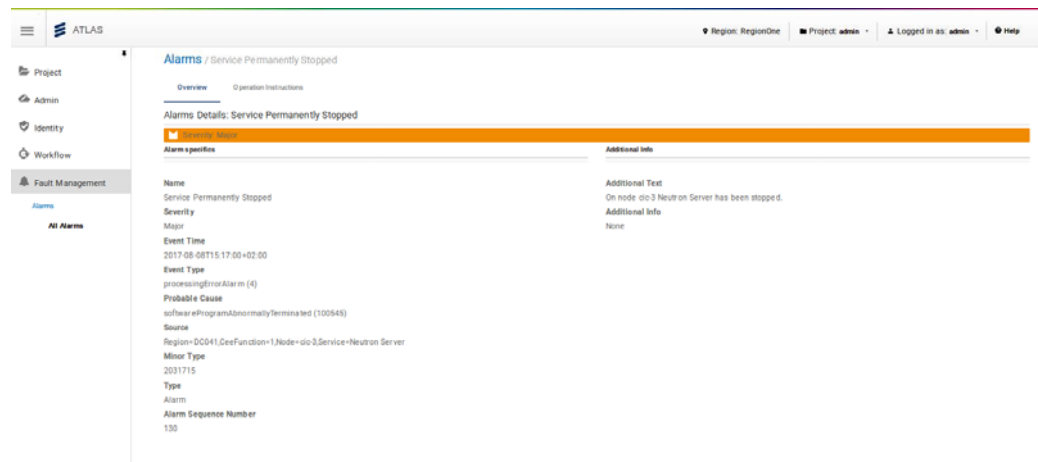 ATLAS
Region: RegionOne
Project: admin
Logged in as: admin
Help
Project
Admin
Identity
Workflow
Fault Management
Alarms
All Alarms
Alarms / Service Permanently Stopped
Overview
Operation Instructions
Alarms Details: Service Permanently Stopped
Severity: Major
Alarm specifics
Name
Service Permanently Stopped
Severity
Major
Event Time
2017-08-08T15:17:00+02:00
Event Type
processingErrorAlarm (4)
Probable Cause
softwareProgramAbnormallyTerminated (100545)
Source
Region=DC041,CeeFunction=1,Node=cic-3,Service=Neutron Server
Minor Type
2031715
Type
Alarm
Alarm Sequence Number
130
Additional Info
Additional Text
On node cic-3 Neutron Server has been stopped.
Additional Info
None